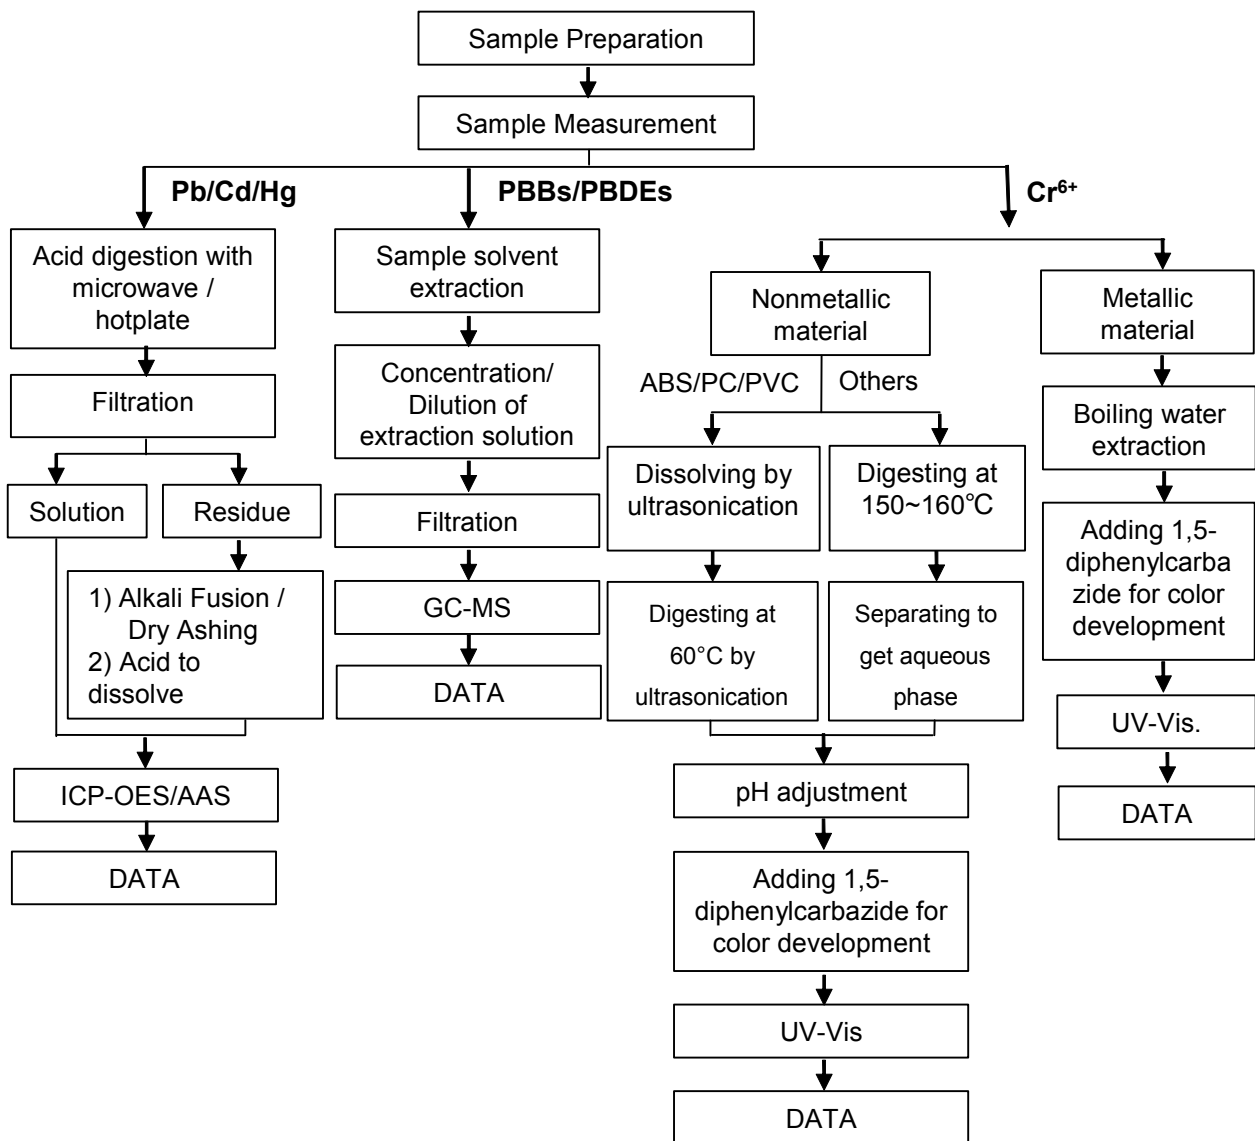 Sample Preparation
Sample Measurement
Pb/Cd/Hg
PBBs/PBDEs
Cr⁶⁺
Acid digestion with
microwave /
hotplate
Filtration
Solution
Residue
1) Alkali Fusion /
Dry Ashing
2) Acid to
dissolve
ICP-OES/AAS
DATA
Sample solvent
extraction
Concentration/
Dilution of
extraction solution
Filtration
GC-MS
DATA
Nonmetallic
material
ABS/PC/PVC
Others
Dissolving by
ultrasonication
Digesting at
60°C by
ultrasonication
Digesting at
150~160℃
Separating to
get aqueous
phase
pH adjustment
Adding 1,5-
diphenylcarbazide for
color development
UV-Vis
DATA
Metallic
material
Boiling water
extraction
Adding 1,5-
diphenylcarba
zide for color
development
UV-Vis.
DATA